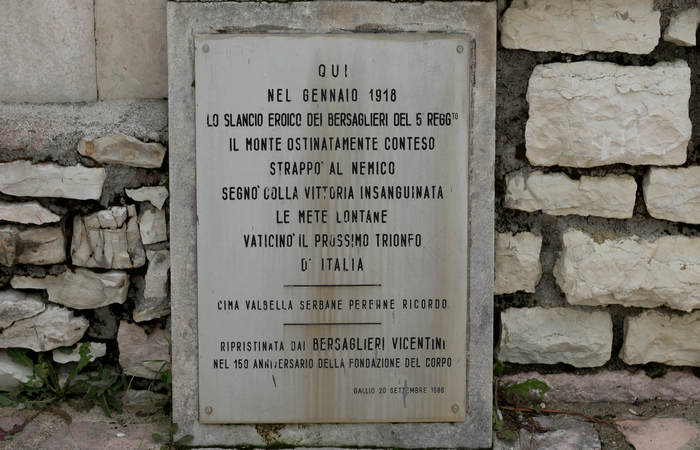 QUI
NEL GENNAIO 1918
LO SLANCIO EROICO DEI BERSAGLIERI DEL 5° REGGTO
IL MONTE OSTINATAMENTE CONTESO
STRAPPO' AL NEMICO
SEGNO' COLLA VITTORIA INSANGUINATA
LE METE LONTANE
VATICINO' IL PROSSIMO TRIONFO
D' ITALIA
CIMA VALBELLA SERBANE PERENNE RICORDO
RIPRISTINATA DAI BERSAGLIERI VICENTINI
NEL 150 ANNIVERSARIO DELLA FONDAZIONE DEL CORPO
GALLIO 20 SETTEMBRE 1986